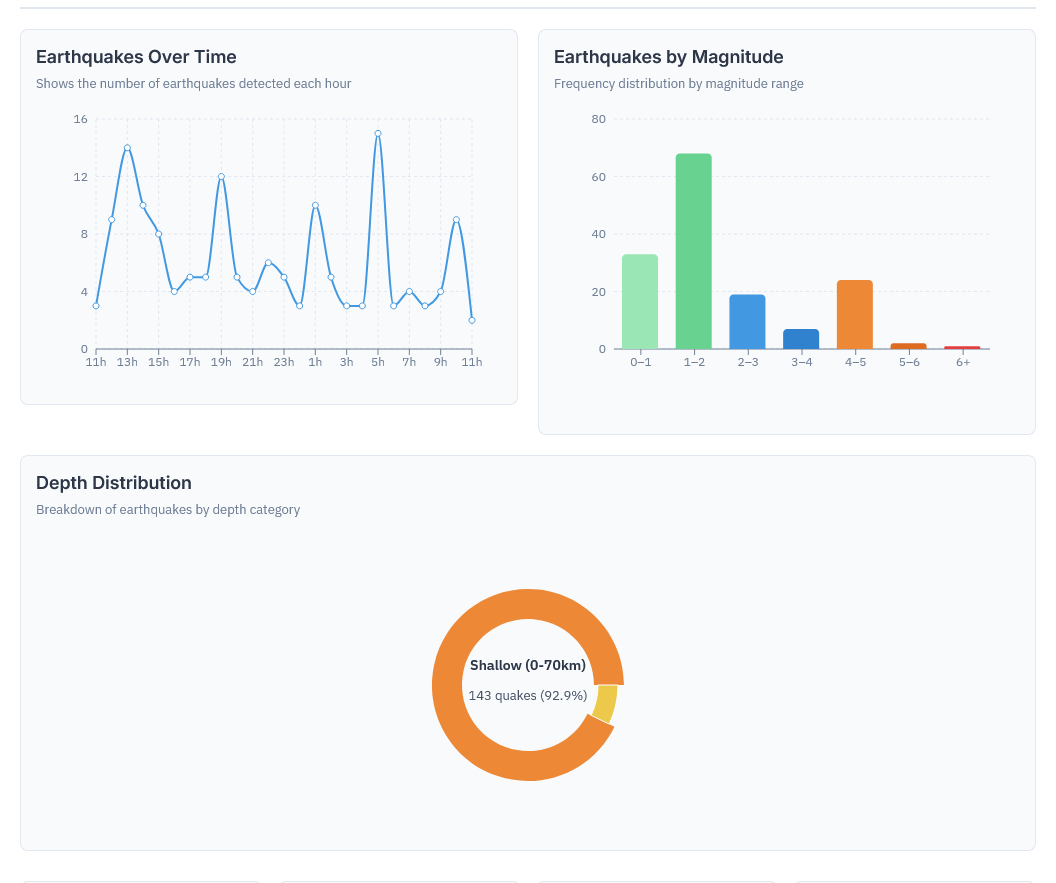 Earthquakes Over Time
Shows the number of earthquakes detected each hour
16
12
8
4
0
11h 13h 15h 17h 19h 21h 23h 1h 3h 5h 7h 9h 11h
Earthquakes by Magnitude
Frequency distribution by magnitude range
80
60
40
20
0
0–1 1–2 2–3 3–4 4–5 5–6 6+
Depth Distribution
Breakdown of earthquakes by depth category
Shallow (0-70km)
143 quakes (92.9%)